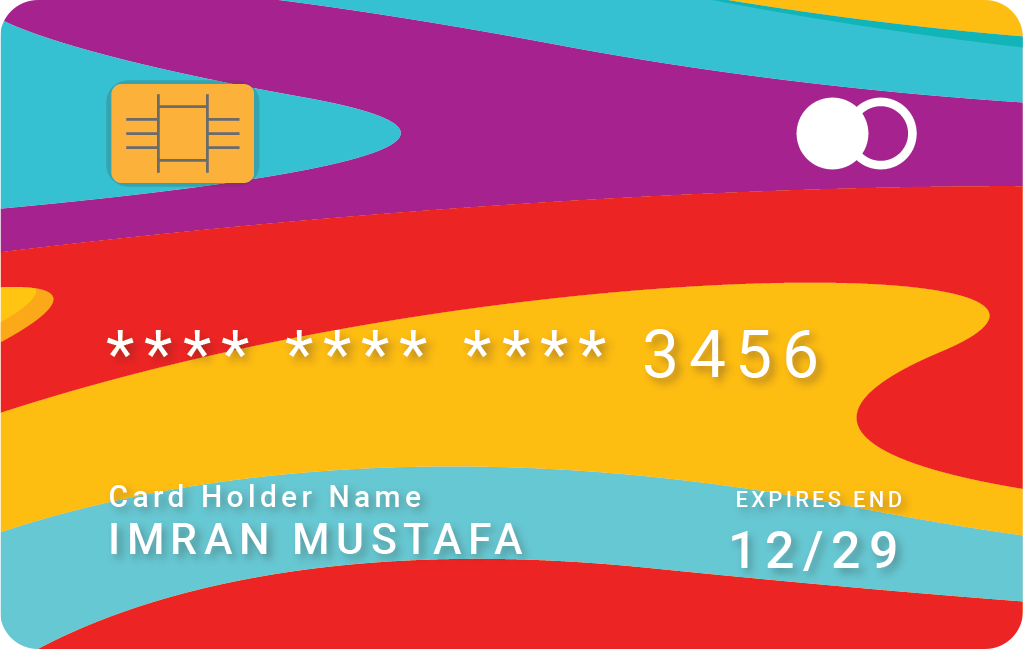 **** **** **** 3456
Card Holder Name
IMRAN MUSTAFA
EXPIRES END
12/29